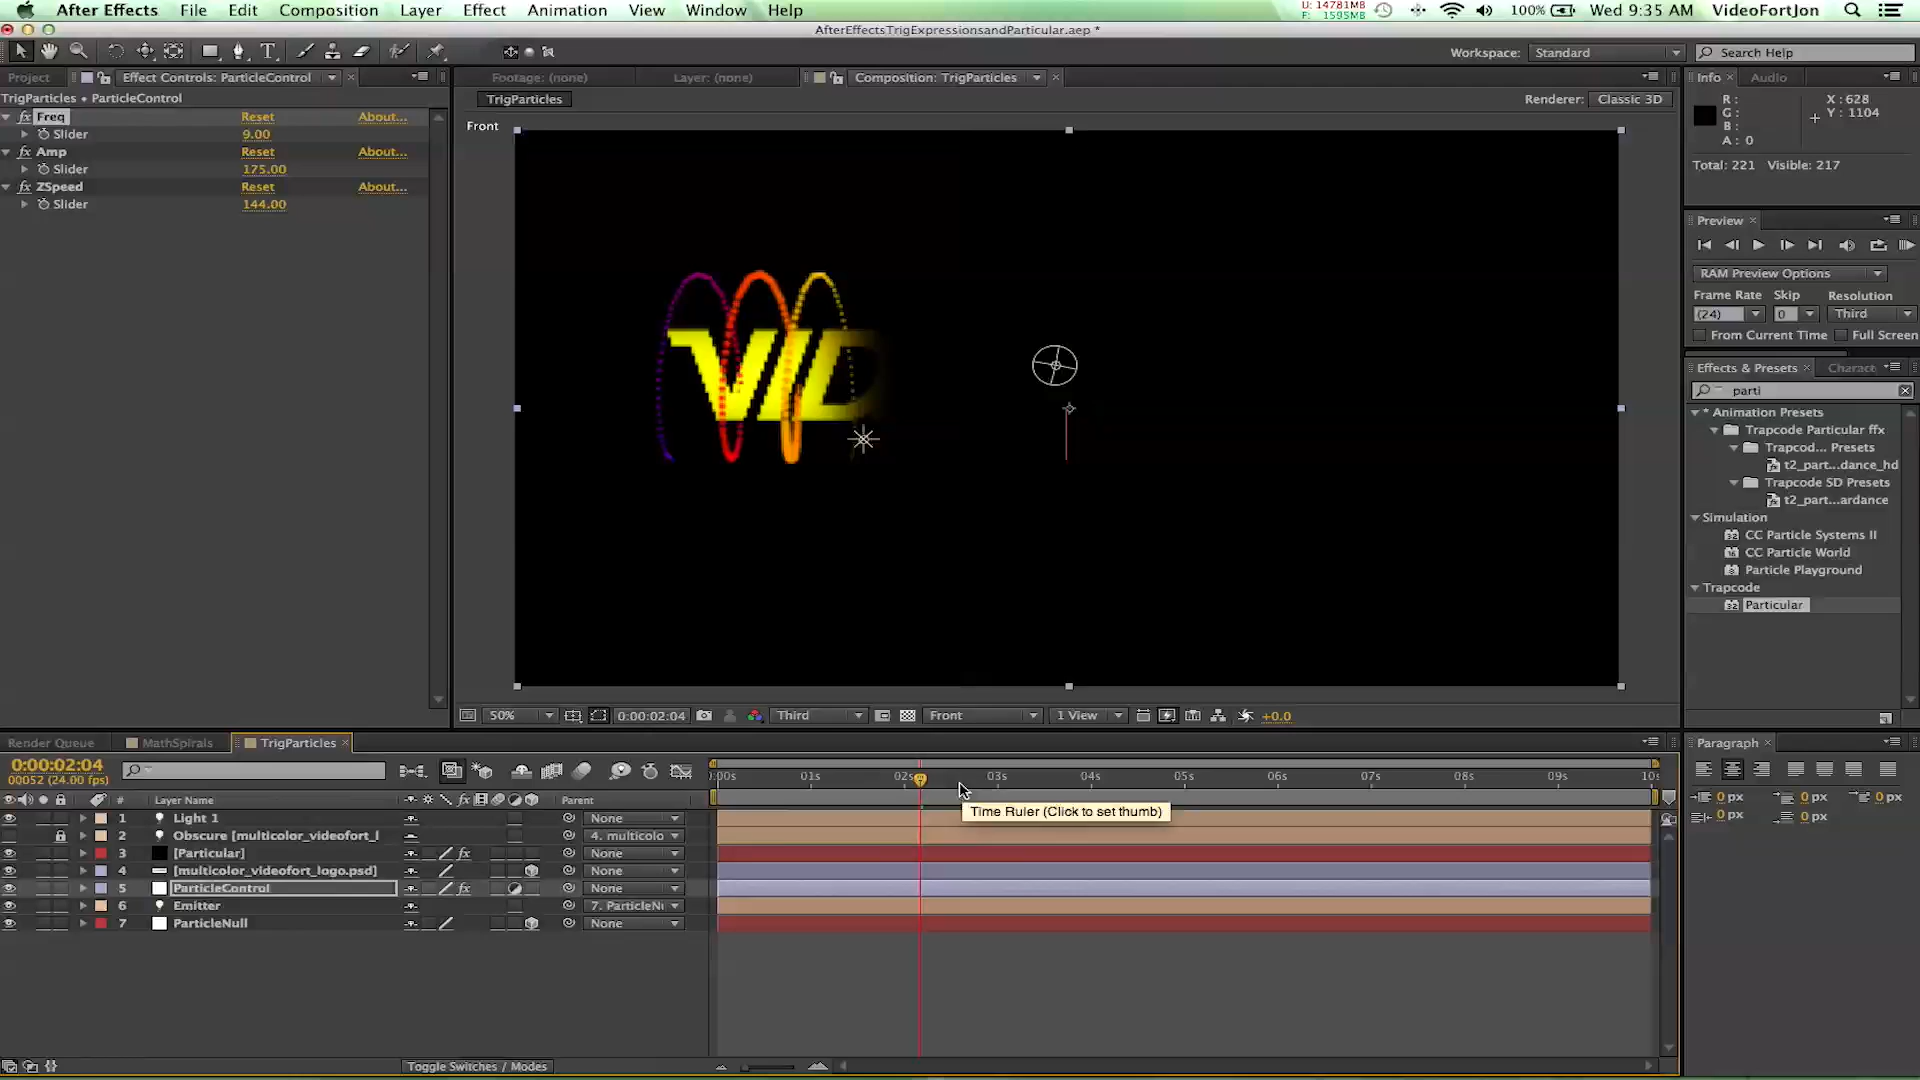 After Effects File Edit Composition Layer Effect Animation View Window Help U: 14781MB F: 1595MB 100% Wed 9:35 AM VideoFortJon
AfterEffectsTrigExpressionsandParticular.aep *
Workspace: Standard Search Help
Project Effect Controls: ParticleControl Footage: (none) Layer: (none) Composition: TrigParticles Info Audio
TrigParticles • ParticleControl TrigParticles Renderer: Classic 3D
Freq Reset About...
Slider 9.00
Amp Reset About...
Slider 175.00
ZSpeed Reset About...
Slider 144.00
Front
VID
R: X: 628
G: Y: 1104
B:
A: 0
Total: 221 Visible: 217
Preview
RAM Preview Options
Frame Rate Skip Resolution
(24) 0 Third
From Current Time Full Screen
Effects & Presets Charact
parti
* Animation Presets
Trapcode Particular ffx
Trapcod... Presets
t2_part...dance_hd
Trapcode SD Presets
t2_part...ardance
Simulation
CC Particle Systems II
CC Particle World
Particle Playground
Trapcode
Particular
50% 0:00:02:04 Third Front 1 View +0.0
Render Queue MathSpirals TrigParticles
0:00:02:04
00052 (24.00 fps)
:00s 01s 02s 03s 04s 05s 06s 07s 08s 09s 10s
# Layer Name Parent
Time Ruler (Click to set thumb)
1 Light 1 None
2 Obscure [multicolor_videofort_l 4. multicolo
3 [Particular] None
4 [multicolor_videofort_logo.psd] None
5 ParticleControl None
6 Emitter 7. ParticleNu
7 ParticleNull None
Toggle Switches / Modes
Paragraph
0 px 0 px 0 px
0 px 0 px